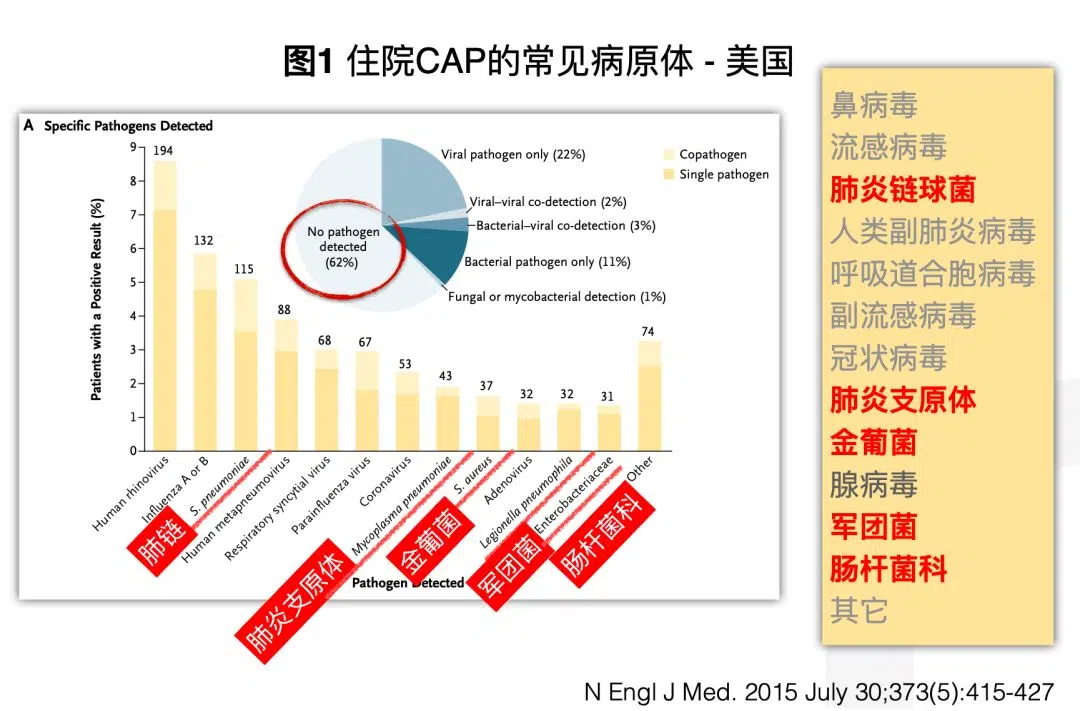 图1 住院CAP的常见病原体 - 美国
A Specific Pathogens Detected
Patients with a Positive Result (%)
9
8
7
6
5
4
3
2
1
0
194
132
115
88
68
67
53
43
37
32
32
31
74
Viral pathogen only (22%)
Viral–viral co-detection (2%)
Bacterial–viral co-detection (3%)
Bacterial pathogen only (11%)
Fungal or mycobacterial detection (1%)
No pathogen
detected
(62%)
Copathogen
Single pathogen
Human rhinovirus
Influenza A or B
S. pneumoniae
Human metapneumovirus
Respiratory syncytial virus
Parainfluenza virus
Coronavirus
Mycoplasma pneumoniae
S. aureus
Adenovirus
Legionella pneumophila
Enterobacteriaceae
Other
肺链
肺炎支原体
金葡菌
军团菌
肠杆菌科
Pathogen Detected
鼻病毒
流感病毒
肺炎链球菌
人类副肺炎病毒
呼吸道合胞病毒
副流感病毒
冠状病毒
肺炎支原体
金葡菌
腺病毒
军团菌
肠杆菌科
其它
N Engl J Med. 2015 July 30;373(5):415-427